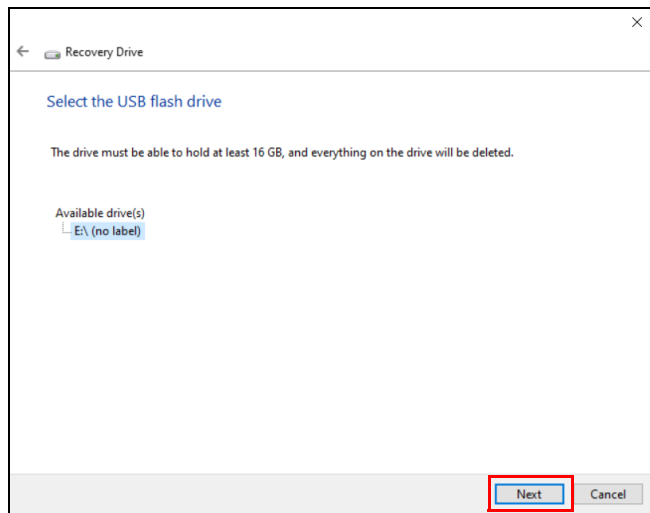 Recovery Drive
Select the USB flash drive
The drive must be able to hold at least 16 GB, and everything on the drive will be deleted.
Available drive(s)
E:\ (no label)
Next Cancel